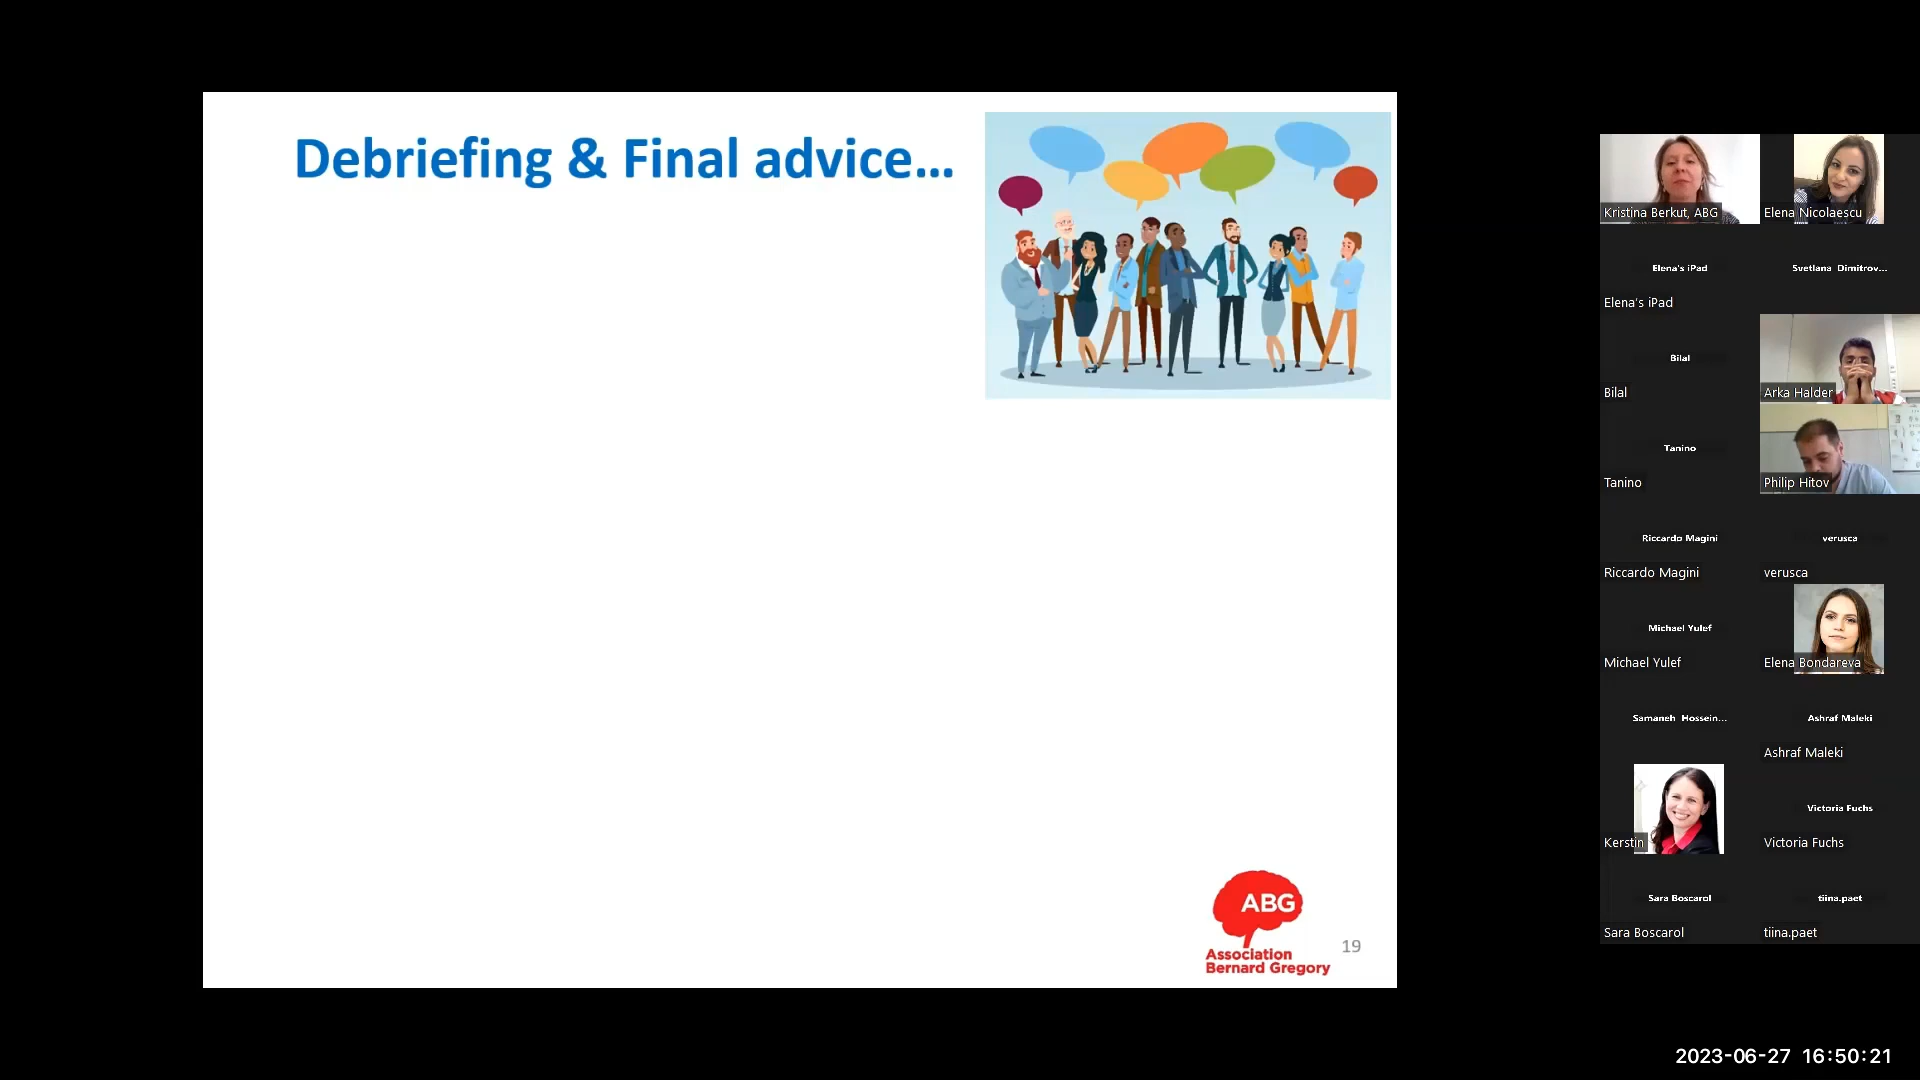 Debriefing & Final advice...
ABG
Association
Bernard Gregory
19
Kristina Berkut, ABG
Elena Nicolaescu
Elena's iPad
Elena's iPad
Svetlana Dimitrov...
Bilal
Bilal
Arka Halder
Tanino
Tanino
Philip Hitov
Riccardo Magini
Riccardo Magini
verusca
verusca
Michael Yulef
Michael Yulef
Elena Bondareva
Samaneh Hossein...
Ashraf Maleki
Ashraf Maleki
Kerstin
Victoria Fuchs
Victoria Fuchs
Sara Boscarol
Sara Boscarol
tiina.paet
tiina.paet
2023-06-27 16:50:21